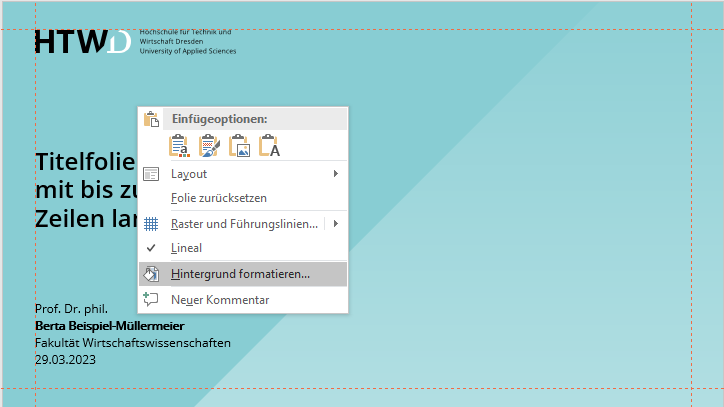 HTWD
Hochschule für Technik und
Wirtschaft Dresden
University of Applied Sciences
Einfügeoptionen:
Layout
Folie zurücksetzen
Raster und Führungslinien...
Lineal
Hintergrund formatieren...
Neuer Kommentar
Titelfolie
mit bis zu
Zeilen
Prof. Dr. phil.
Berta Beispiel-Müllermeier
Fakultät Wirtschaftswissenschaften
29.03.2023